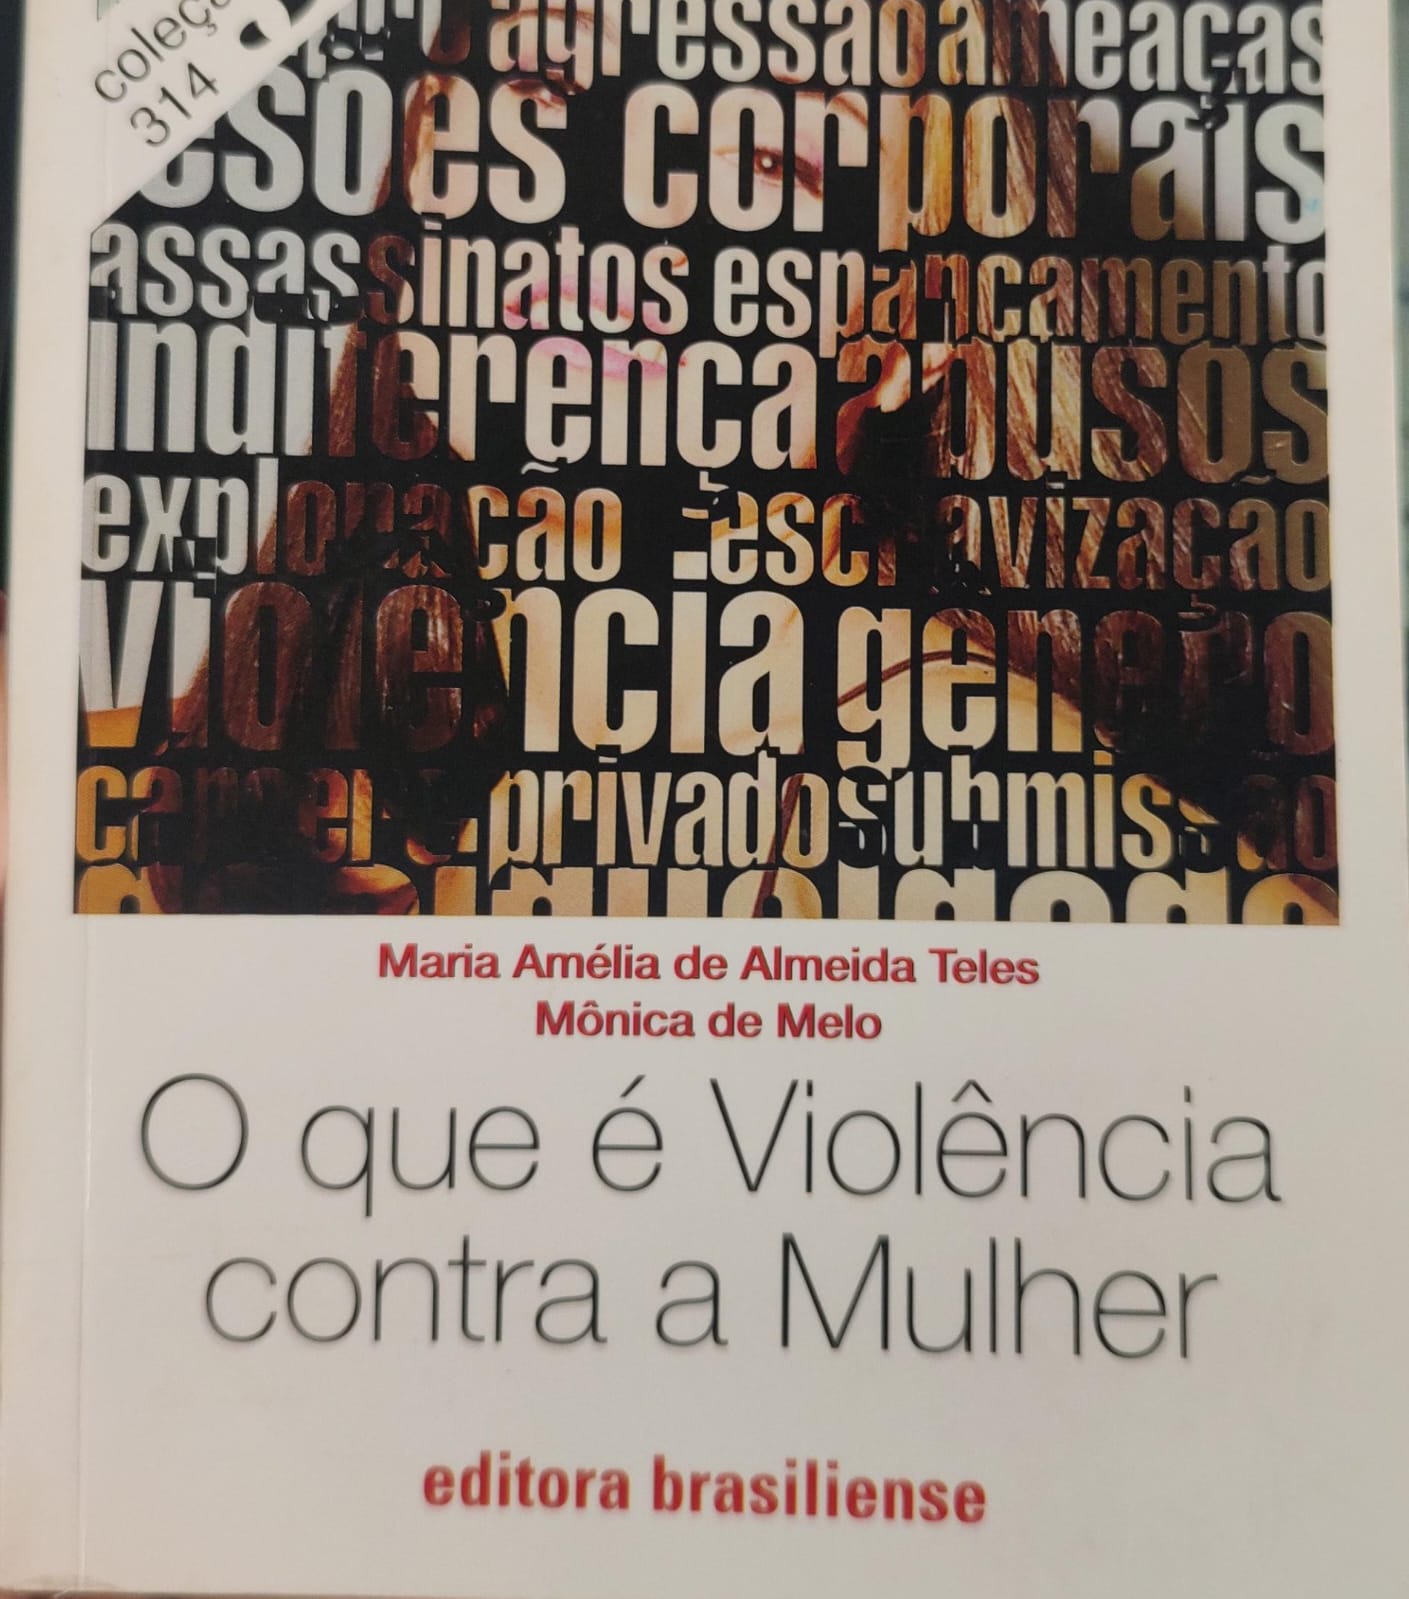 coleç
314
agressão ameaças
esões corporais
assassinatos espancamento
indiferença abusos
exploração escravização
violência gênero
privado submissão
Maria Amélia de Almeida Teles
Mônica de Melo
O que é Violência
contra a Mulher
editora brasiliense